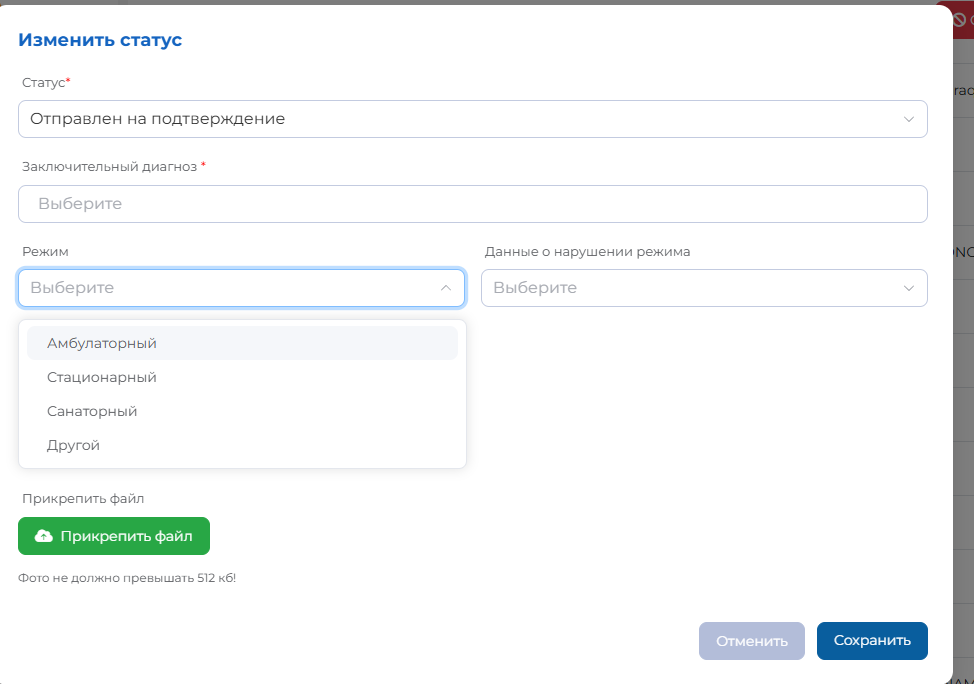 Изменить статус
Статус*
Отправлен на подтверждение
Заключительный диагноз *
Выберите
Режим
Данные о нарушении режима
Выберите
Выберите
Амбулаторный
Стационарный
Санаторный
Другой
Прикрепить файл
Прикрепить файл
Фото не должно превышать 512 кб!
Отменить
Сохранить